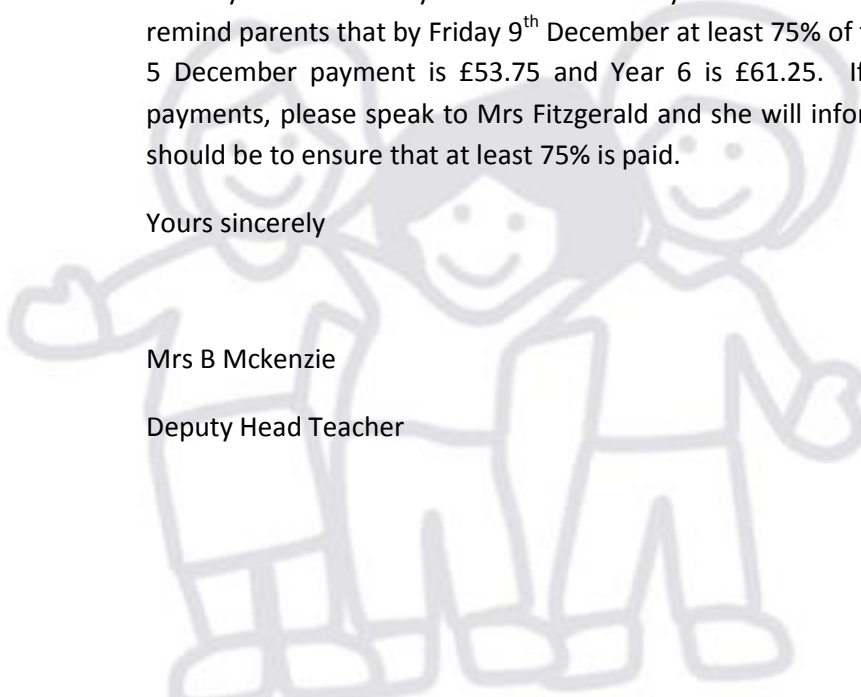 remind parents that by Friday 9th December at least 75% of
5 December payment is £53.75 and Year 6 is £61.25. If
payments, please speak to Mrs Fitzgerald and she will
should be to ensure that at least 75% is paid.
Yours sincerely
Mrs B Mckenzie
Deputy Head Teacher